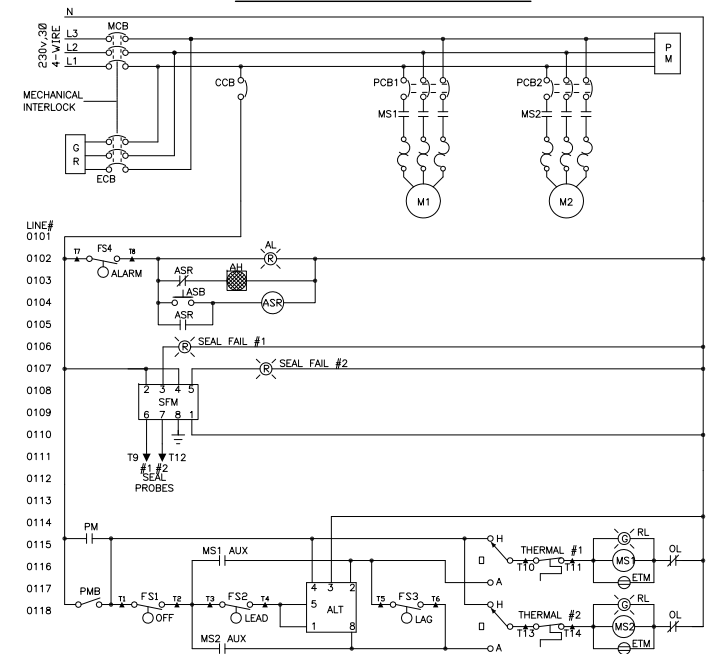 N
230v,3Ø
4-WIRE
L3
L2
L1
MCB
P
M
CCB
PCB1
PCB2
MECHANICAL
INTERLOCK
MS1
MS2
G
R
ECB
M1
M2
LINE#
0101
0102
T7
FS4
T8
ALARM
AL
R
0103
ASR
AH
0104
ASB
ASR
0105
ASR
0106
R
SEAL FAIL #1
0107
R
SEAL FAIL #2
0108
2 3 4 5
SFM
0109
6 7 8 1
0110
0111
T9
T12
#1 #2
SEAL
PROBES
0112
0113
0114
0115
PM
H
THERMAL #1
G
RL
OL
MS1 AUX
0116
T10
T11
MS1
0117
4 3 2
A
ETM
PMB
T1
FS1
T2
T3
FS2
T4
5
ALT
T5
FS3
T6
H
G
RL
0118
OFF
LEAD
LAG
THERMAL #2
OL
1
8
T13
T14
MS2
MS2 AUX
A
ETM